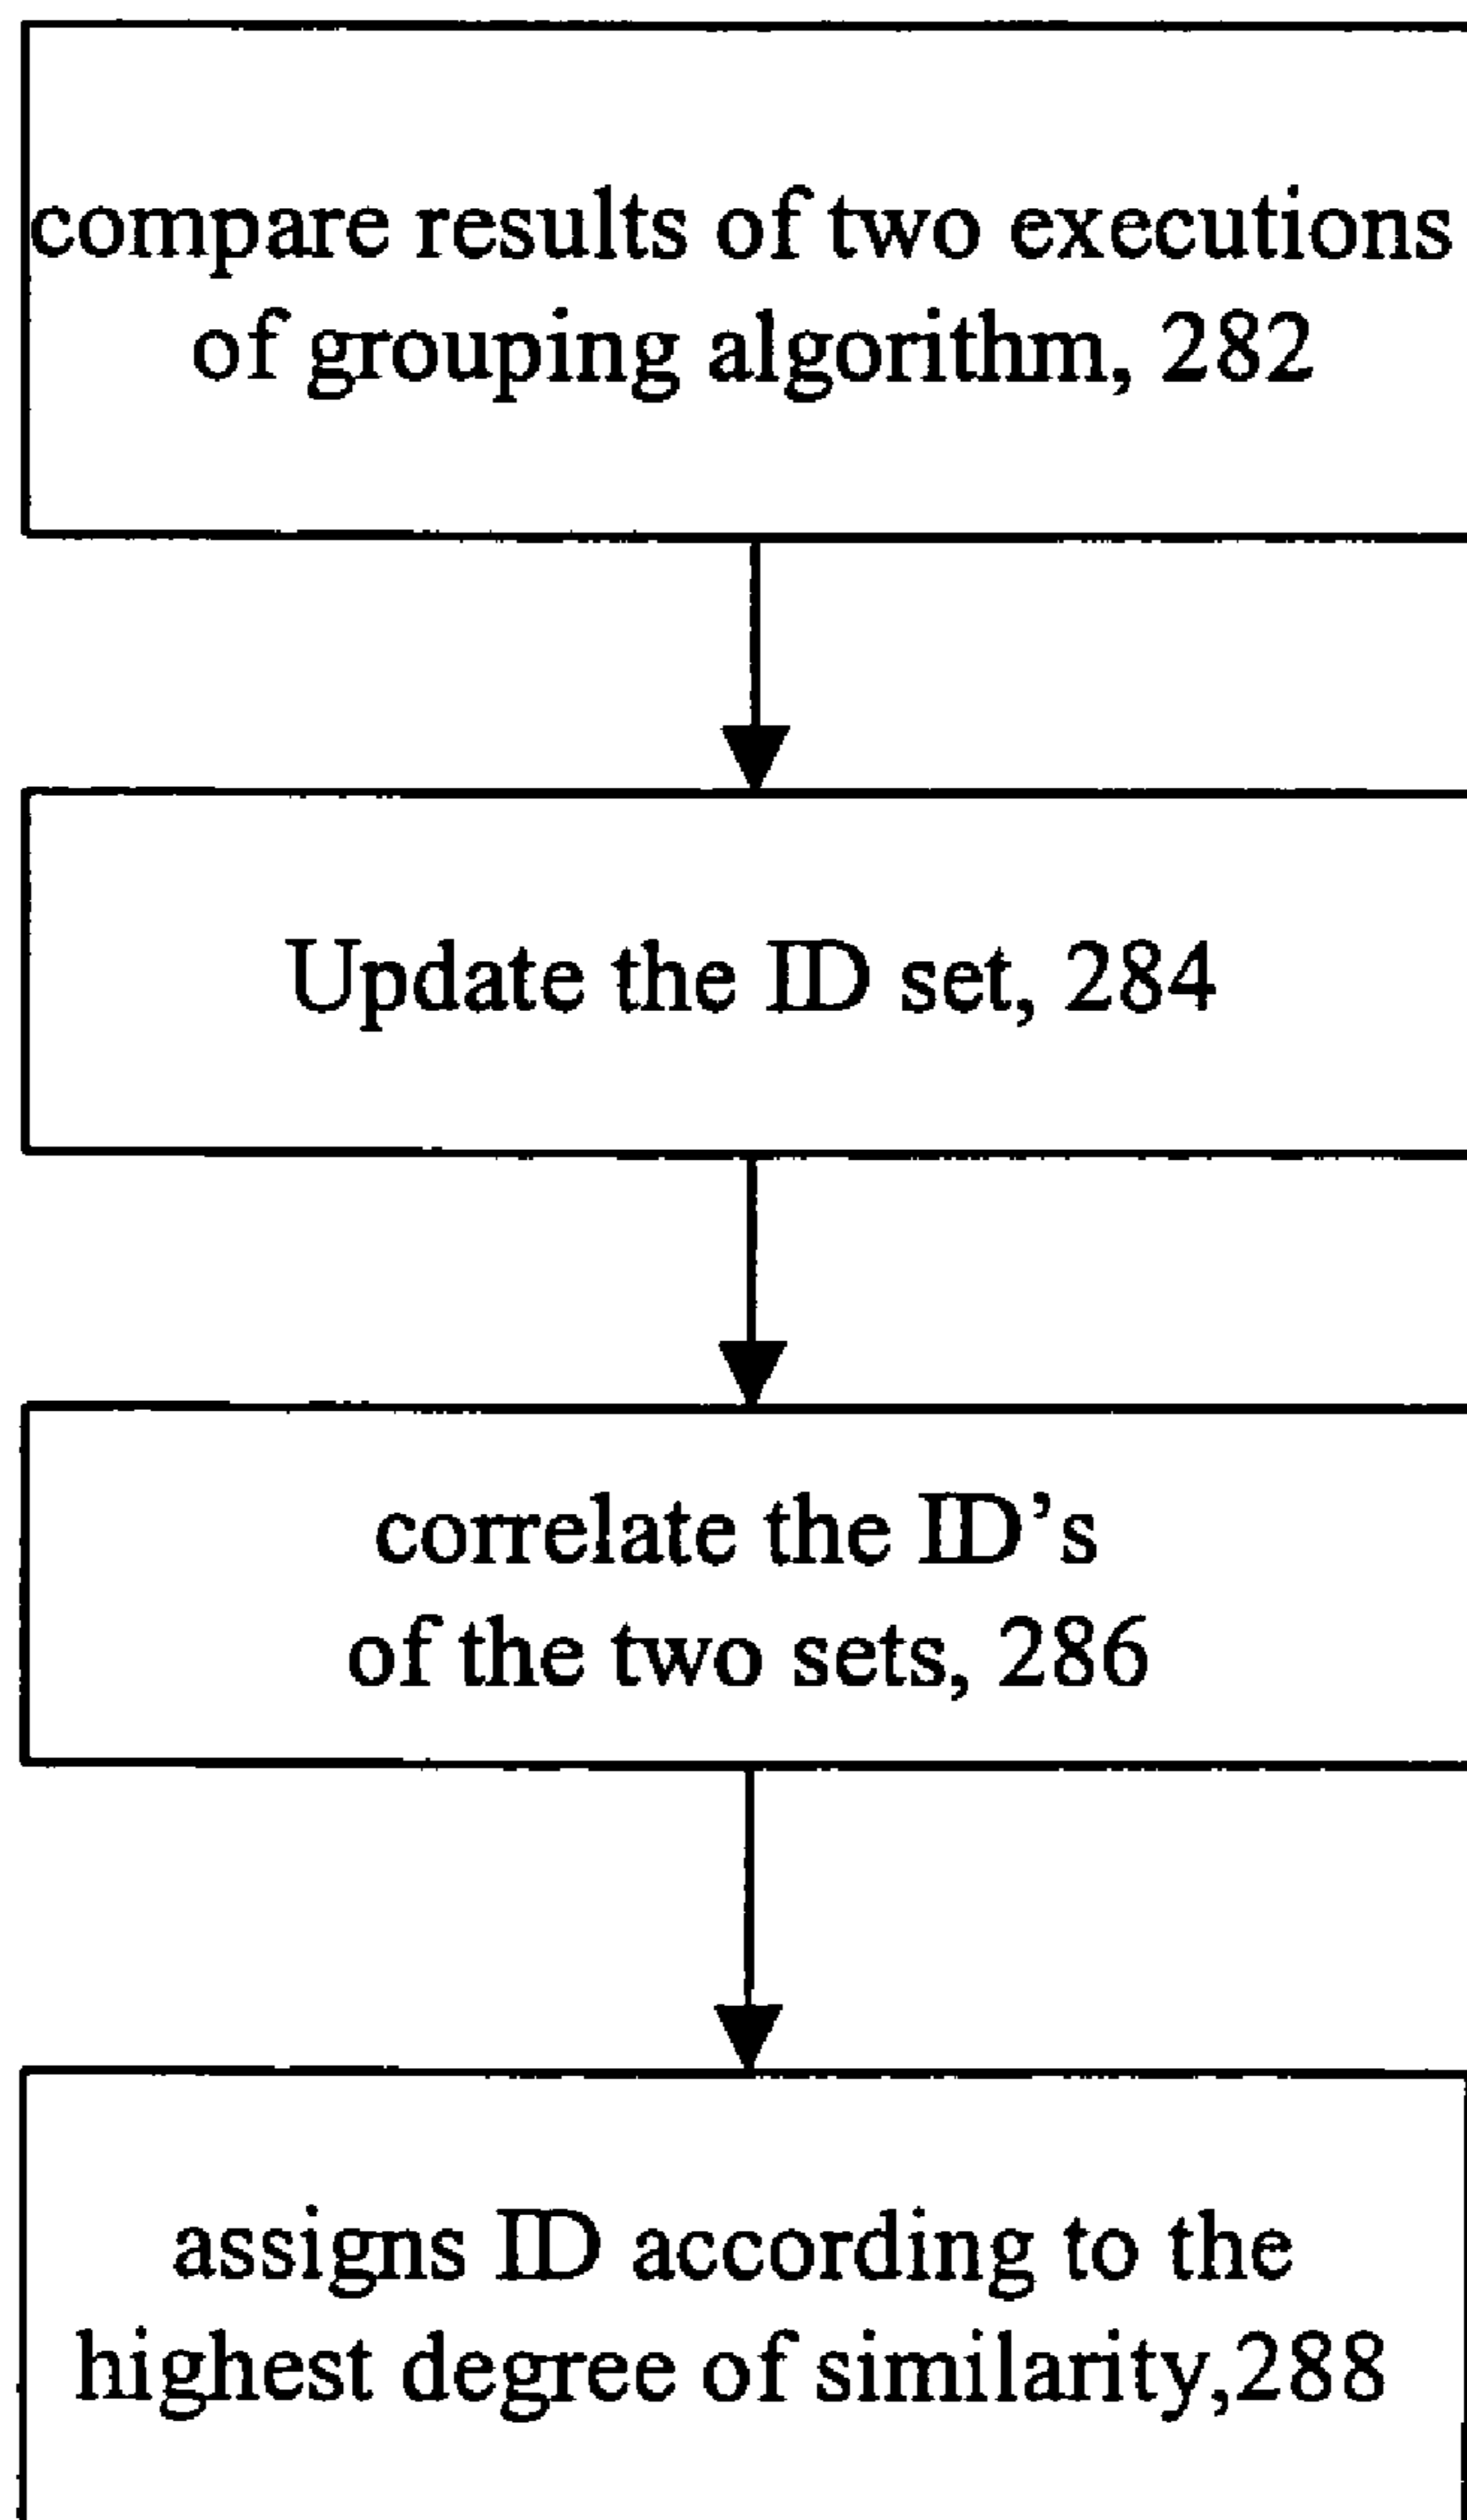 compare results of two executions
of grouping algorithm, 282
Update the ID set, 284
correlate the ID's
of the two sets, 286
assigns ID according to the
highest degree of similarity,288